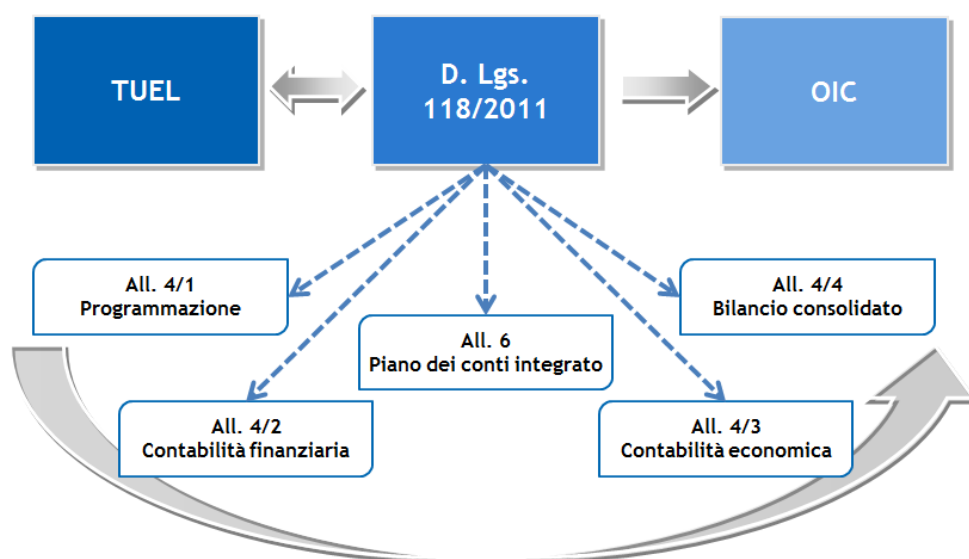 TUEL
D. Lgs.
118/2011
OIC
All. 4/1
Programmazione
All. 4/4
Bilancio consolidato
All. 6
Piano dei conti integrato
All. 4/2
Contabilità finanziaria
All. 4/3
Contabilità economica